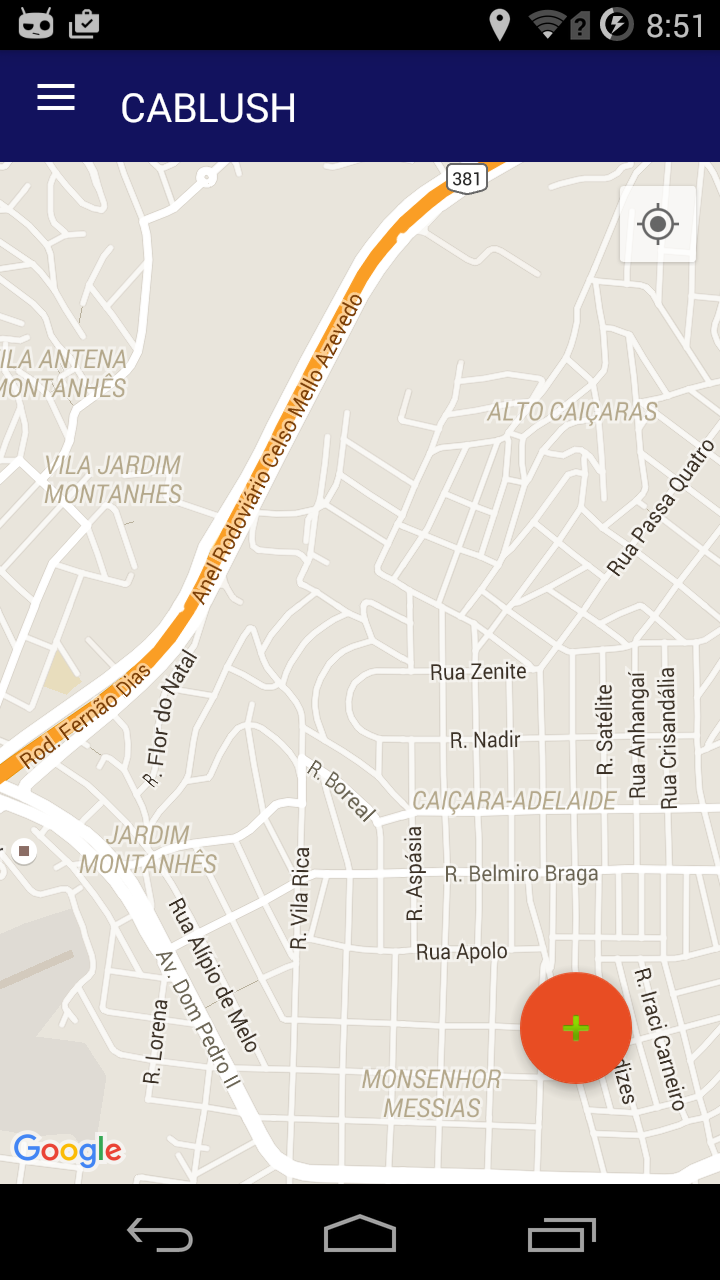 8:51
CABLUSH
381
ILA ANTENA
MONTANHÊS
Anel Rodoviário Celso Mello Azevedo
ALTO CAIÇARAS
VILA JARDIM
MONTANHES
Rua Passa Quatro
Rod. Fernão Dias
R. Flor do Natal
Rua Zenite
R. Satélite
Rua Anhangaí
Rua Crisandália
R. Nadir
R. Boreal
CAIÇARA-ADELAIDE
JARDIM
MONTANHÊS
R. Aspásia
R. Vila Rica
R. Belmiro Braga
Rua Alípio de Melo
Rua Apolo
Av. Dom Pedro II
R. Lorena
R. Iraci Carneiro
dizes
MONSENHOR
MESSIAS
Google